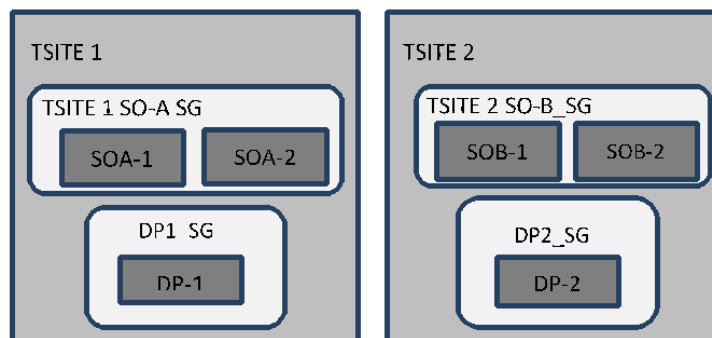 TSITE 1
TSITE 1 SO-A SG
SOA-1
SOA-2
DP1 SG
DP-1
TSITE 2
TSITE 2 SO-B_SG
SOB-1
SOB-2
DP2_SG
DP-2